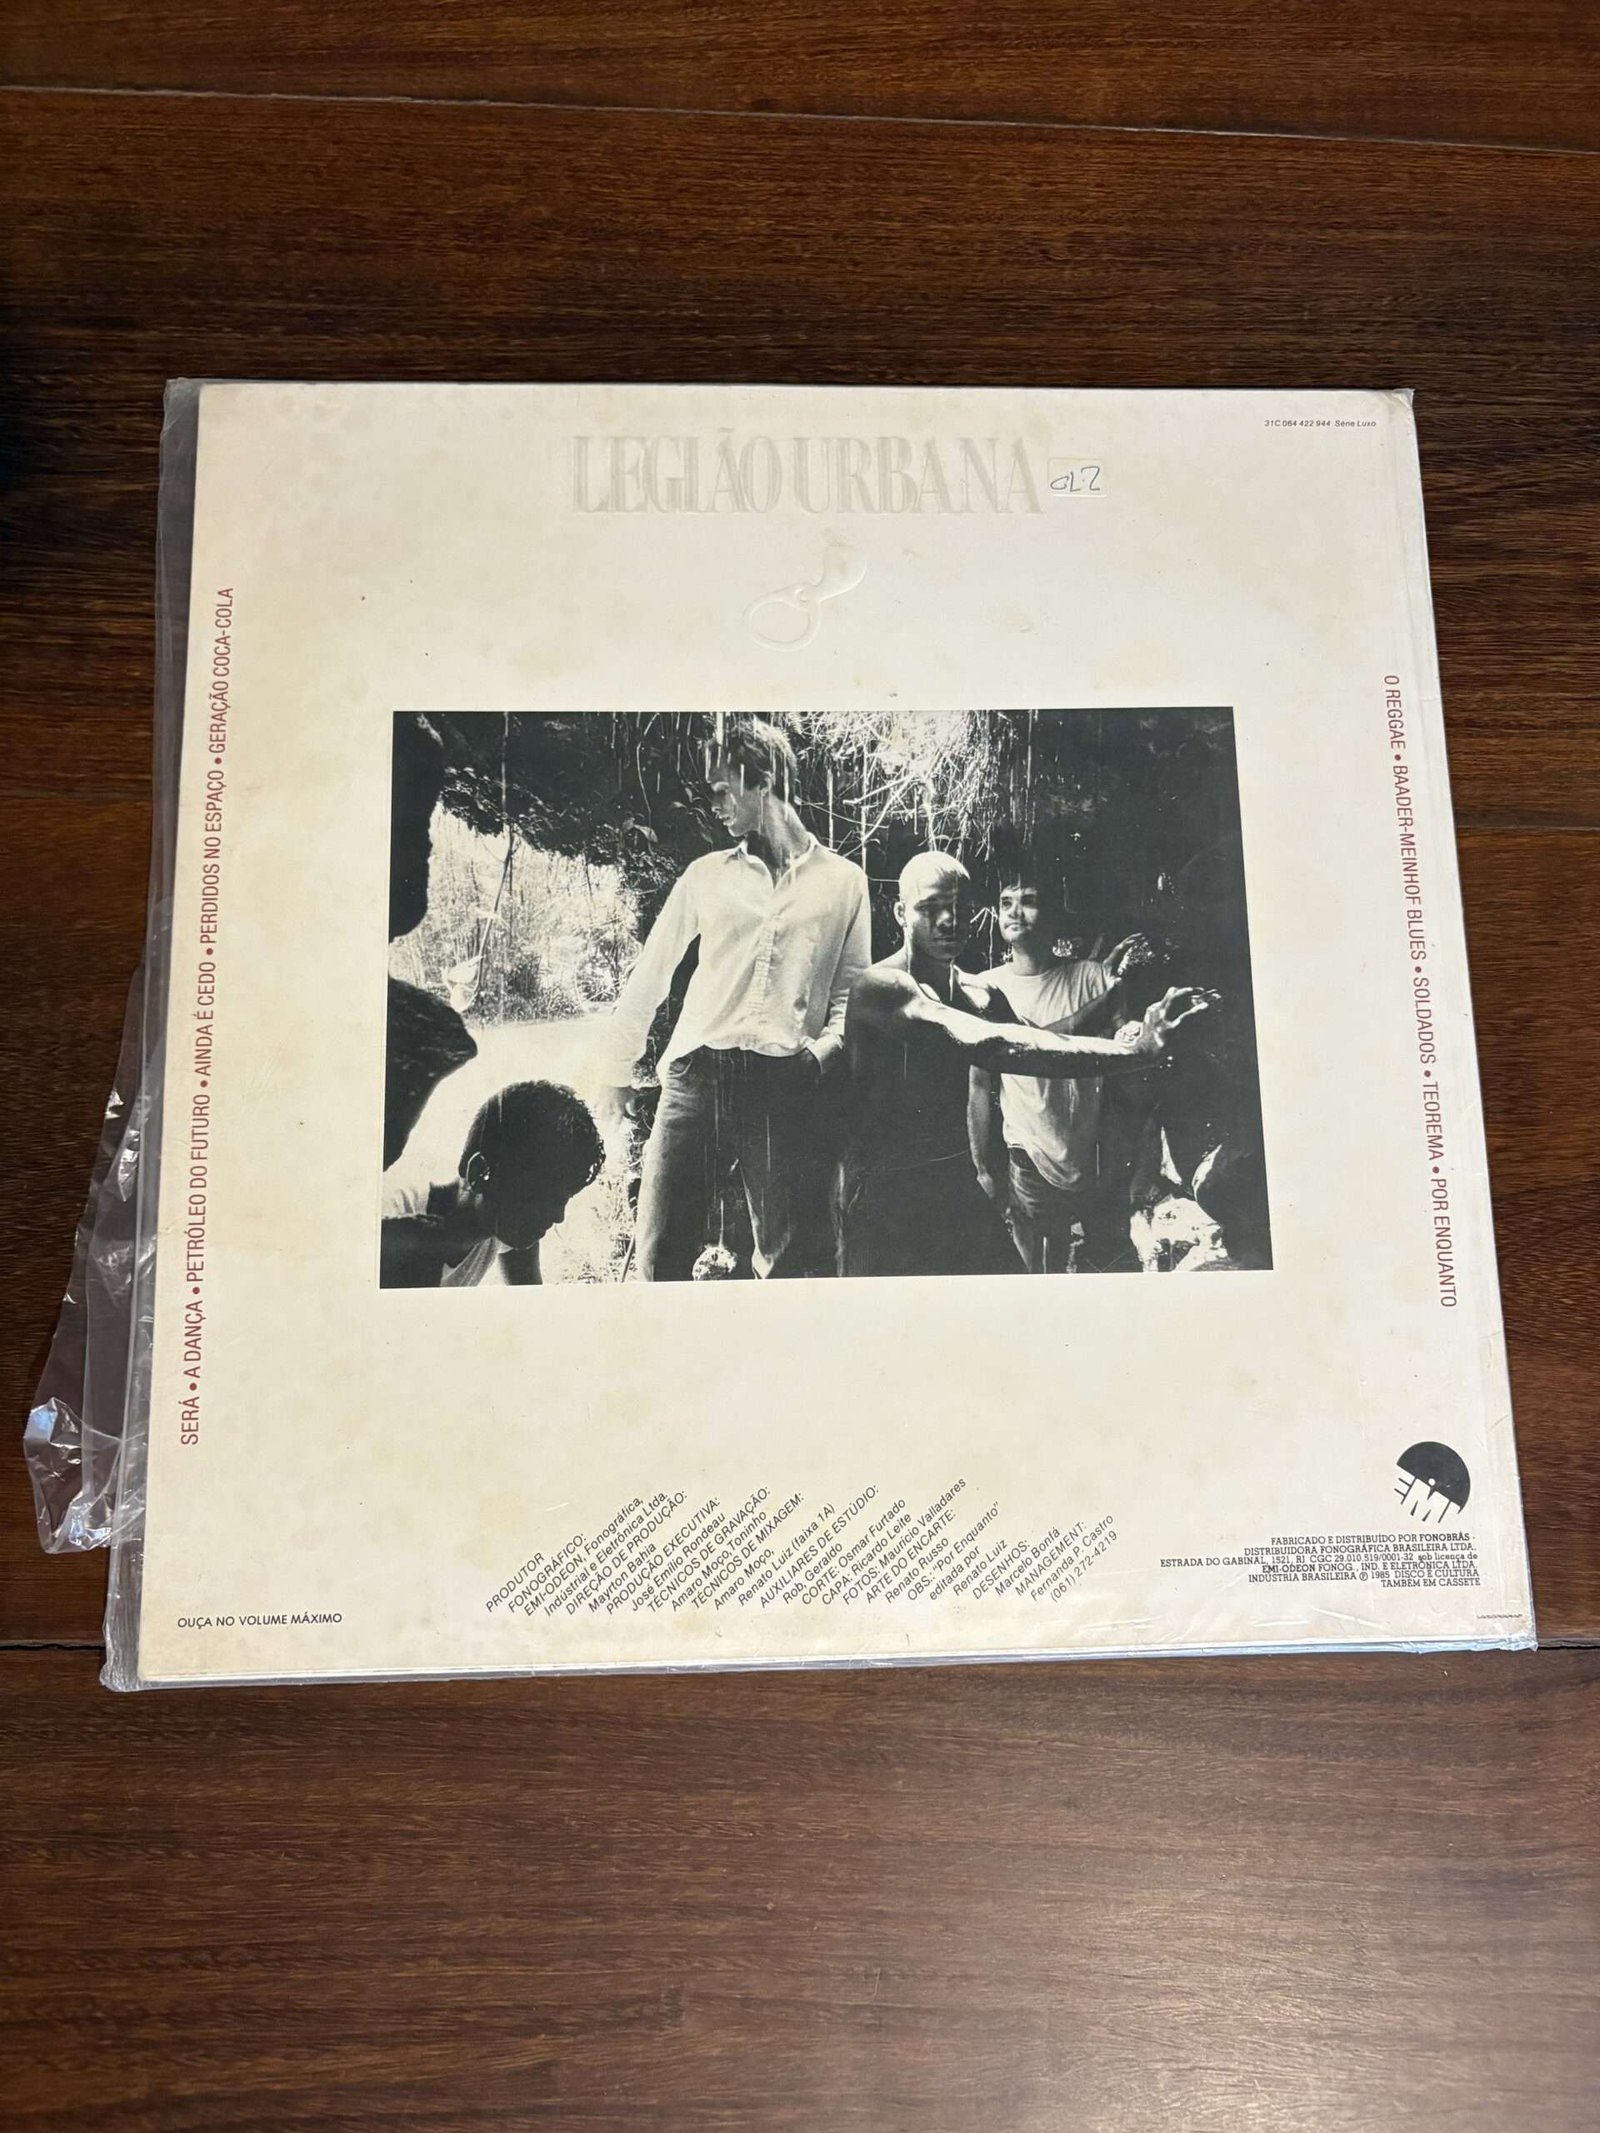 31C 064 422 944 Série Luxo
LEGIÃO URBANA
SERÁ • A DANÇA • PETRÓLEO DO FUTURO • AINDA É CEDO • PERDIDOS NO ESPAÇO • GERAÇÃO COCA-COLA
O REGGAE • BAADER-MEINHOF BLUES • SOLDADOS • TEOREMA • POR ENQUANTO
PRODUTOR
FONOGRÁFICO:
EMI-ODEON, Fonográfica,
Industrial e Eletrônica Ltda.
DIREÇÃO DE PRODUÇÃO:
Mayrton Bahia
PRODUÇÃO EXECUTIVA:
José Emilio Rondeau
TÉCNICOS DE GRAVAÇÃO:
Amaro Moço, Toninho
TÉCNICOS DE MIXAGEM:
Amaro Moço,
Renato Luiz (faixa 1A)
AUXILIARES DE ESTÚDIO:
Rob, Geraldo
CORTE: Osmar Furtado
CAPA: Ricardo Leite
FOTOS: Maurício Valladares
ARTE DO ENCARTE:
Renato Russo
OBS.: "Por Enquanto"
editada por
Renato Luiz
DESENHOS:
Marcelo Bonfá
MANAGEMENT:
Fernanda P. Castro
(061) 272-4219
OUÇA NO VOLUME MÁXIMO
EMI
FABRICADO E DISTRIBUÍDO POR FONOBRÁS -
DISTRIBUIDORA FONOGRÁFICA BRASILEIRA LTDA.
ESTRADA DO GABINAL, 1521, RJ CGC 29.010.519/0001-32 sob licença de
EMI-ODEON FONOG., IND. E ELETRÔNICA LTDA.
INDÚSTRIA BRASILEIRA ℗ 1985 DISCO É CULTURA
TAMBÉM EM CASSETE